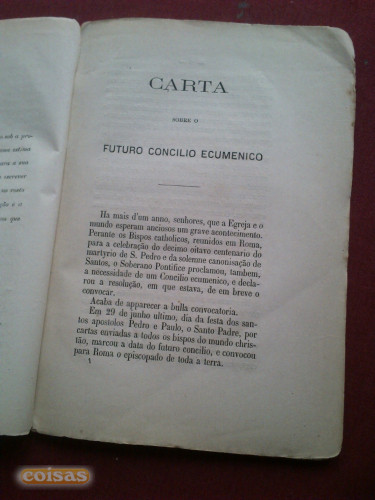 CARTA
SOBRE O
FUTURO CONCILIO ECUMENICO
Ha mais d'um anno, senhores, que a Egreja e o
mundo esperam anciosos um grave acontecimento.
Perante os Bispos catholicos, reunidos em Roma,
para a celebração do decimo oitavo centenario do
martyrio de S. Pedro e da solemne canonisação de
Santos, o Soberano Pontifice proclamou, tambem,
a necessidade de um Concilio ecumenico, e decla-
rou a resolução, em que estava, de em breve o
convocar.
Acaba de apparecer a bulla convocatoria.
Em 29 de junho ultimo, dia da festa dos san-
tos apostolos Pedro e Paulo, o Santo Padre, por
cartas enviadas a todos os bispos do mundo chris-
tão, marcou a data do futuro concilio, e convocou
para Roma o episcopado de toda a terra.
coisas